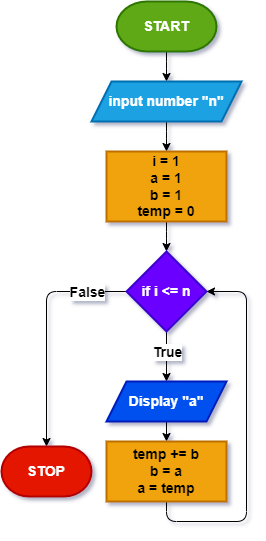 START
input number "n"
i = 1
a = 1
b = 1
temp = 0
if i <= n
False
True
Display "a"
temp += b
b = a
a = temp
STOP